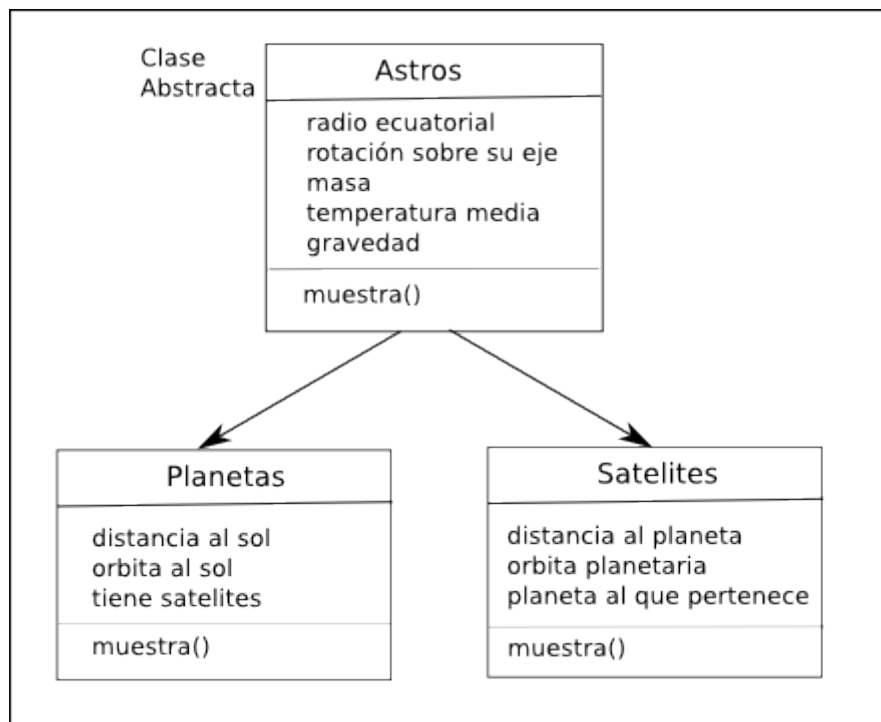 Clase
Abstracta
Astros
radio ecuatorial
rotación sobre su eje
masa
temperatura media
gravedad
muestra()
Planetas
distancia al sol
orbita al sol
tiene satelites
muestra()
Satelites
distancia al planeta
orbita planetaria
planeta al que pertenece
muestra()